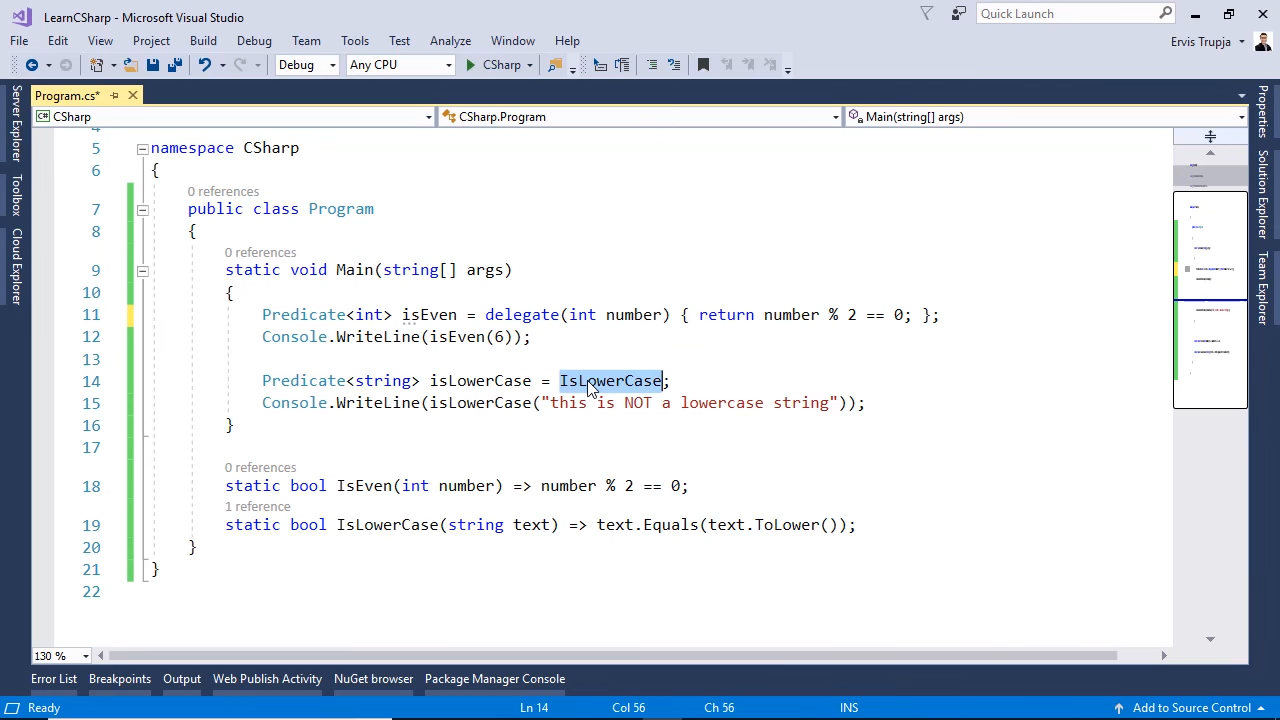 LearnCSharp - Microsoft Visual Studio
Quick Launch
File Edit View Project Build Debug Team Tools Test Analyze Window Help
Ervis Trupja
Debug Any CPU CSharp
Program.cs*
CSharp CSharp.Program Main(string[] args)
Server Explorer
Toolbox
Cloud Explorer
Properties
Solution Explorer
Team Explorer
5 namespace CSharp
6 {
0 references
7 public class Program
8 {
0 references
9 static void Main(string[] args)
10 {
11 Predicate<int> isEven = delegate(int number) { return number % 2 == 0; };
12 Console.WriteLine(isEven(6));
13
14 Predicate<string> isLowerCase = IsLowerCase;
15 Console.WriteLine(isLowerCase("this is NOT a lowercase string"));
16 }
17
0 references
18 static bool IsEven(int number) => number % 2 == 0;
1 reference
19 static bool IsLowerCase(string text) => text.Equals(text.ToLower());
20 }
21 }
22
130 %
Error List Breakpoints Output Web Publish Activity NuGet browser Package Manager Console
Ready Ln 14 Col 56 Ch 56 INS Add to Source Control